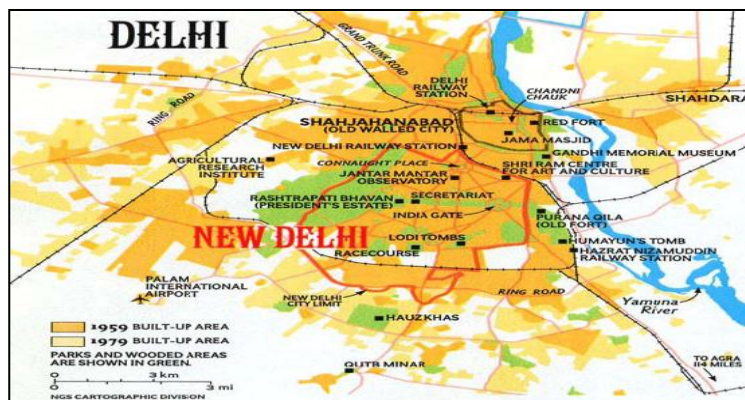 DELHI
GRAND TRUNK ROAD
RING ROAD
DELHI
RAILWAY
STATION
CHANDNI
CHAUK
SHAHDARA
SHAHJAHANABAD
(OLD WALLED CITY)
RED FORT
JAMA MASJID
NEW DELHI RAILWAY STATION
GANDHI MEMORIAL MUSEUM
AGRICULTURAL
RESEARCH
INSTITUTE
CONNAUGHT PLACE
SHRI RAM CENTRE
FOR ART AND CULTURE
JANTAR MANTAR
OBSERVATORY
RASHTRAPATI BHAVAN
(PRESIDENT'S ESTATE)
SECRETARIAT
INDIA GATE
PURANA QILA
(OLD FORT)
NEW DELHI
LODI TOMBS
RACECOURSE
HUMAYUN'S TOMB
HAZRAT NIZAMUDDIN
RAILWAY STATION
PALAM
INTERNATIONAL
AIRPORT
NEW DELHI
CITY LIMIT
RING ROAD
Yamuna
River
HAUZKHAS
1959 BUILT-UP AREA
1979 BUILT-UP AREA
PARKS AND WOODED AREAS
ARE SHOWN IN GREEN.
0 3 km
0 3 mi
NGS CARTOGRAPHIC DIVISION
QUTB MINAR
TO AGRA
114 MILES